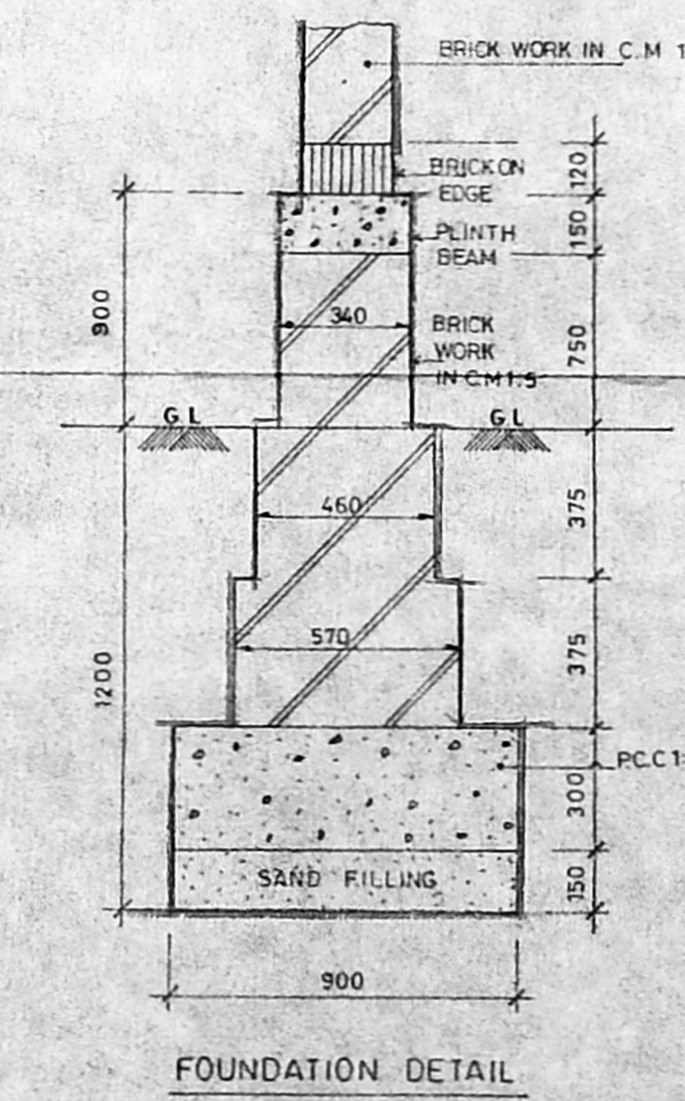 BRICK WORK IN C.M 1
BRICK ON
EDGE
120
PLINTH
BEAM
150
900
340
BRICK
WORK
IN C.M 1:5
750
G.L
G.L
460
375
570
375
1200
P.C.C 1:
300
SAND FILLING
150
900
FOUNDATION DETAIL